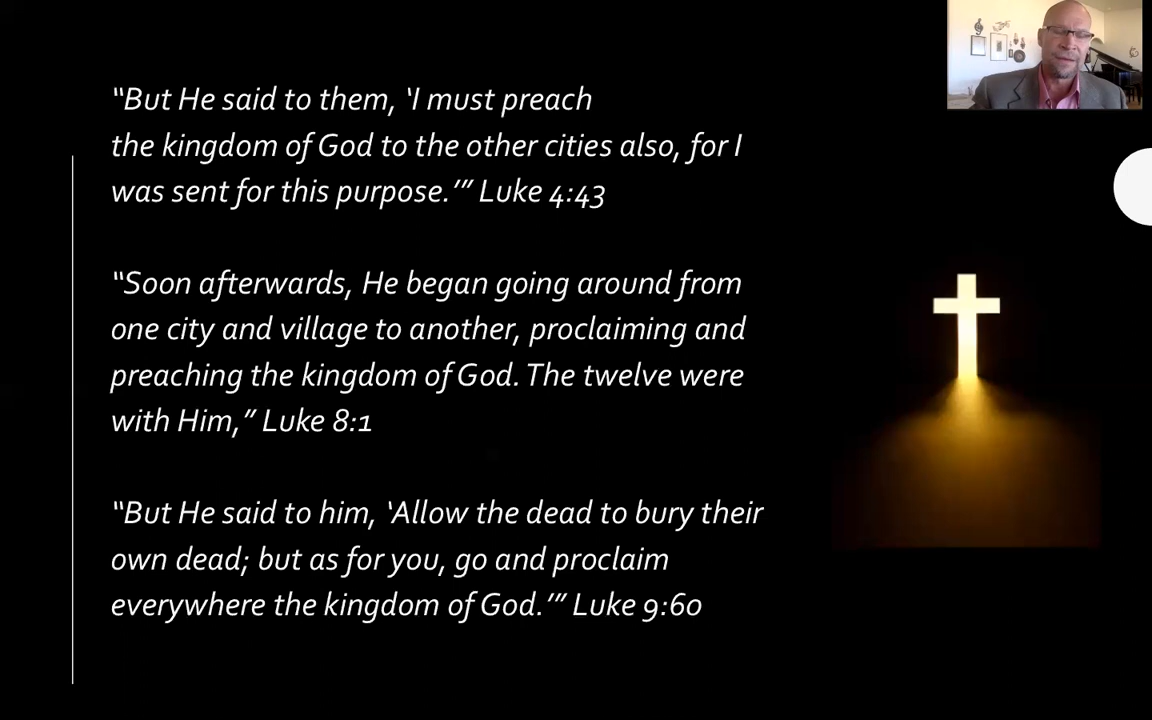 “But He said to them, ‘I must preach
the kingdom of God to the other cities also, for I
was sent for this purpose.’” Luke 4:43
“Soon afterwards, He began going around from
one city and village to another, proclaiming and
preaching the kingdom of God. The twelve were
with Him,” Luke 8:1
“But He said to him, ‘Allow the dead to bury their
own dead; but as for you, go and proclaim
everywhere the kingdom of God.’” Luke 9:60